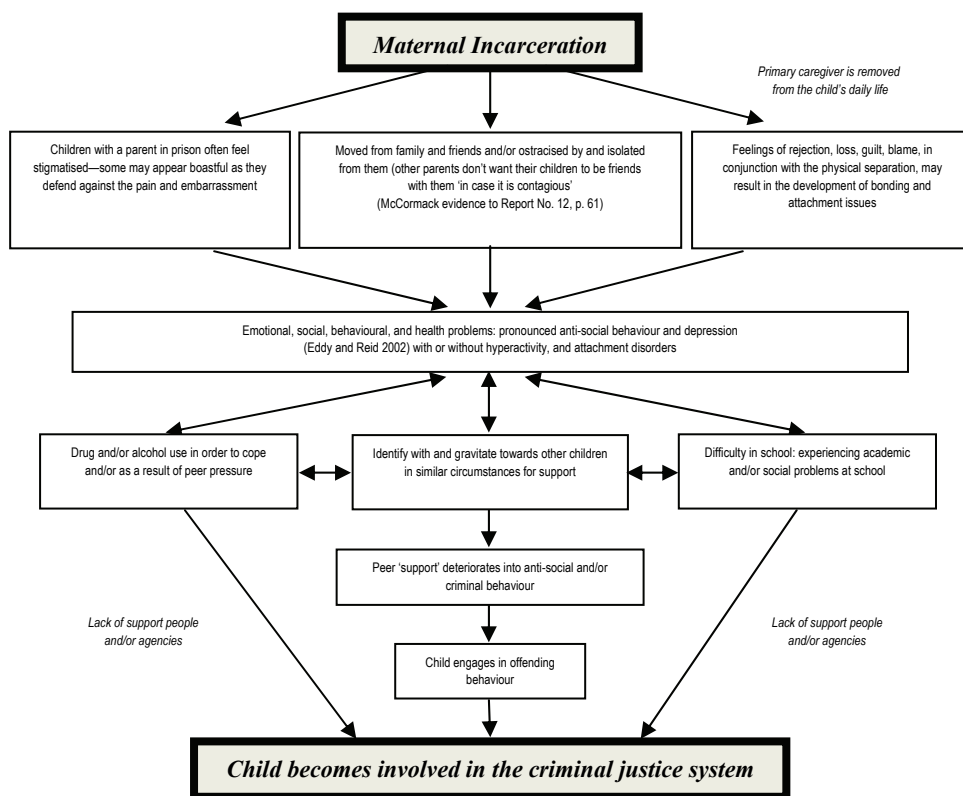 Maternal Incarceration
Primary caregiver is removed
from the child's daily life
Children with a parent in prison often feel
stigmatised—some may appear boastful as they
defend against the pain and embarrassment
Moved from family and friends and/or ostracised by and isolated
from them (other parents don't want their children to be friends
with them 'in case it is contagious'
(McCormack evidence to Report No. 12, p. 61)
Feelings of rejection, loss, guilt, blame, in
conjunction with the physical separation, may
result in the development of bonding and
attachment issues
Emotional, social, behavioural, and health problems: pronounced anti-social behaviour and depression
(Eddy and Reid 2002) with or without hyperactivity, and attachment disorders
Drug and/or alcohol use in order to cope
and/or as a result of peer pressure
Identify with and gravitate towards other children
in similar circumstances for support
Difficulty in school: experiencing academic
and/or social problems at school
Peer 'support' deteriorates into anti-social and/or
criminal behaviour
Lack of support people
and/or agencies
Lack of support people
and/or agencies
Child engages in offending
behaviour
Child becomes involved in the criminal justice system